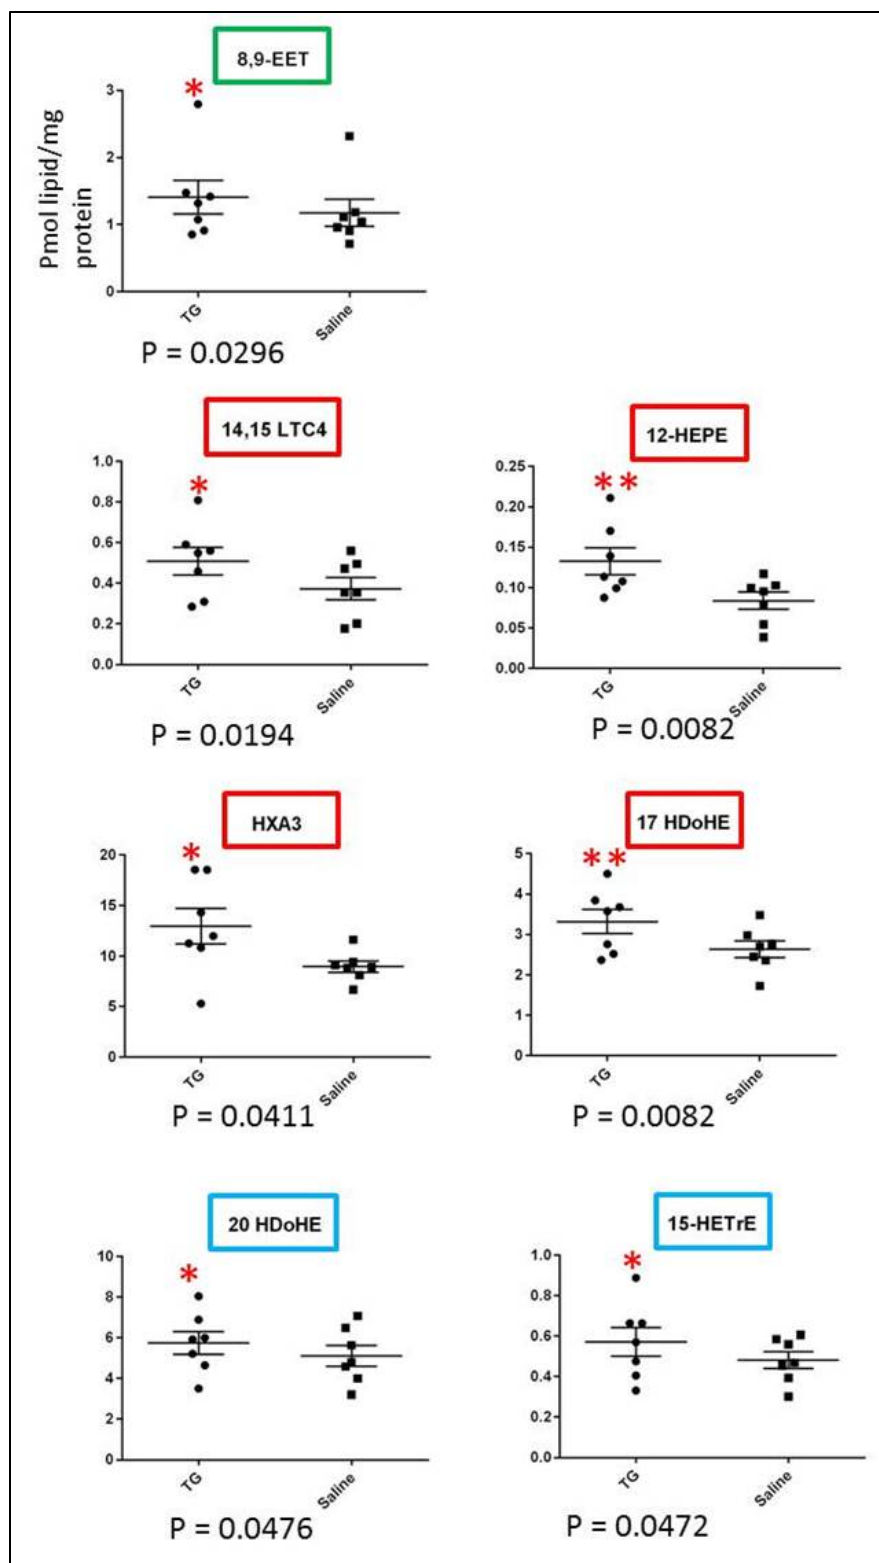 8,9-EET
*
Pmol lipid/mg
protein
3
2
1
0
TG
Saline
P = 0.0296
14,15 LTC4
*
1.0
0.8
0.6
0.4
0.2
0.0
TG
Saline
P = 0.0194
12-HEPE
**
0.25
0.20
0.15
0.10
0.05
0.00
TG
Saline
P = 0.0082
HXA3
*
20
15
10
5
0
TG
Saline
P = 0.0411
17 HDoHE
**
5
4
3
2
1
0
TG
Saline
P = 0.0082
20 HDoHE
*
10
8
6
4
2
0
TG
Saline
P = 0.0476
15-HETrE
*
1.0
0.8
0.6
0.4
0.2
0.0
TG
Saline
P = 0.0472